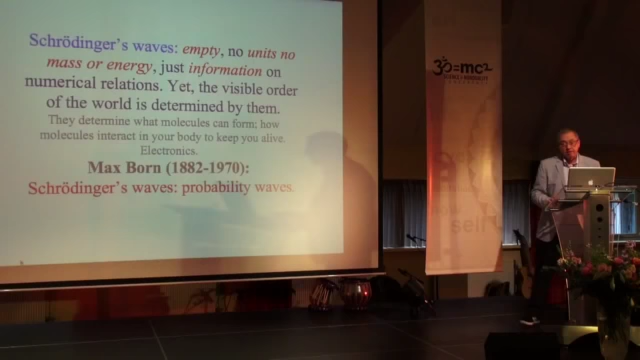 Schrödinger's waves: empty, no units no
mass or energy, just information on
numerical relations. Yet, the visible order
of the world is determined by them.
They determine what molecules can form; how
molecules interact in your body to keep you alive.
Electronics.
Max Born (1882-1970):
Schrödinger's waves: probability waves.
ॐ=mc2
self